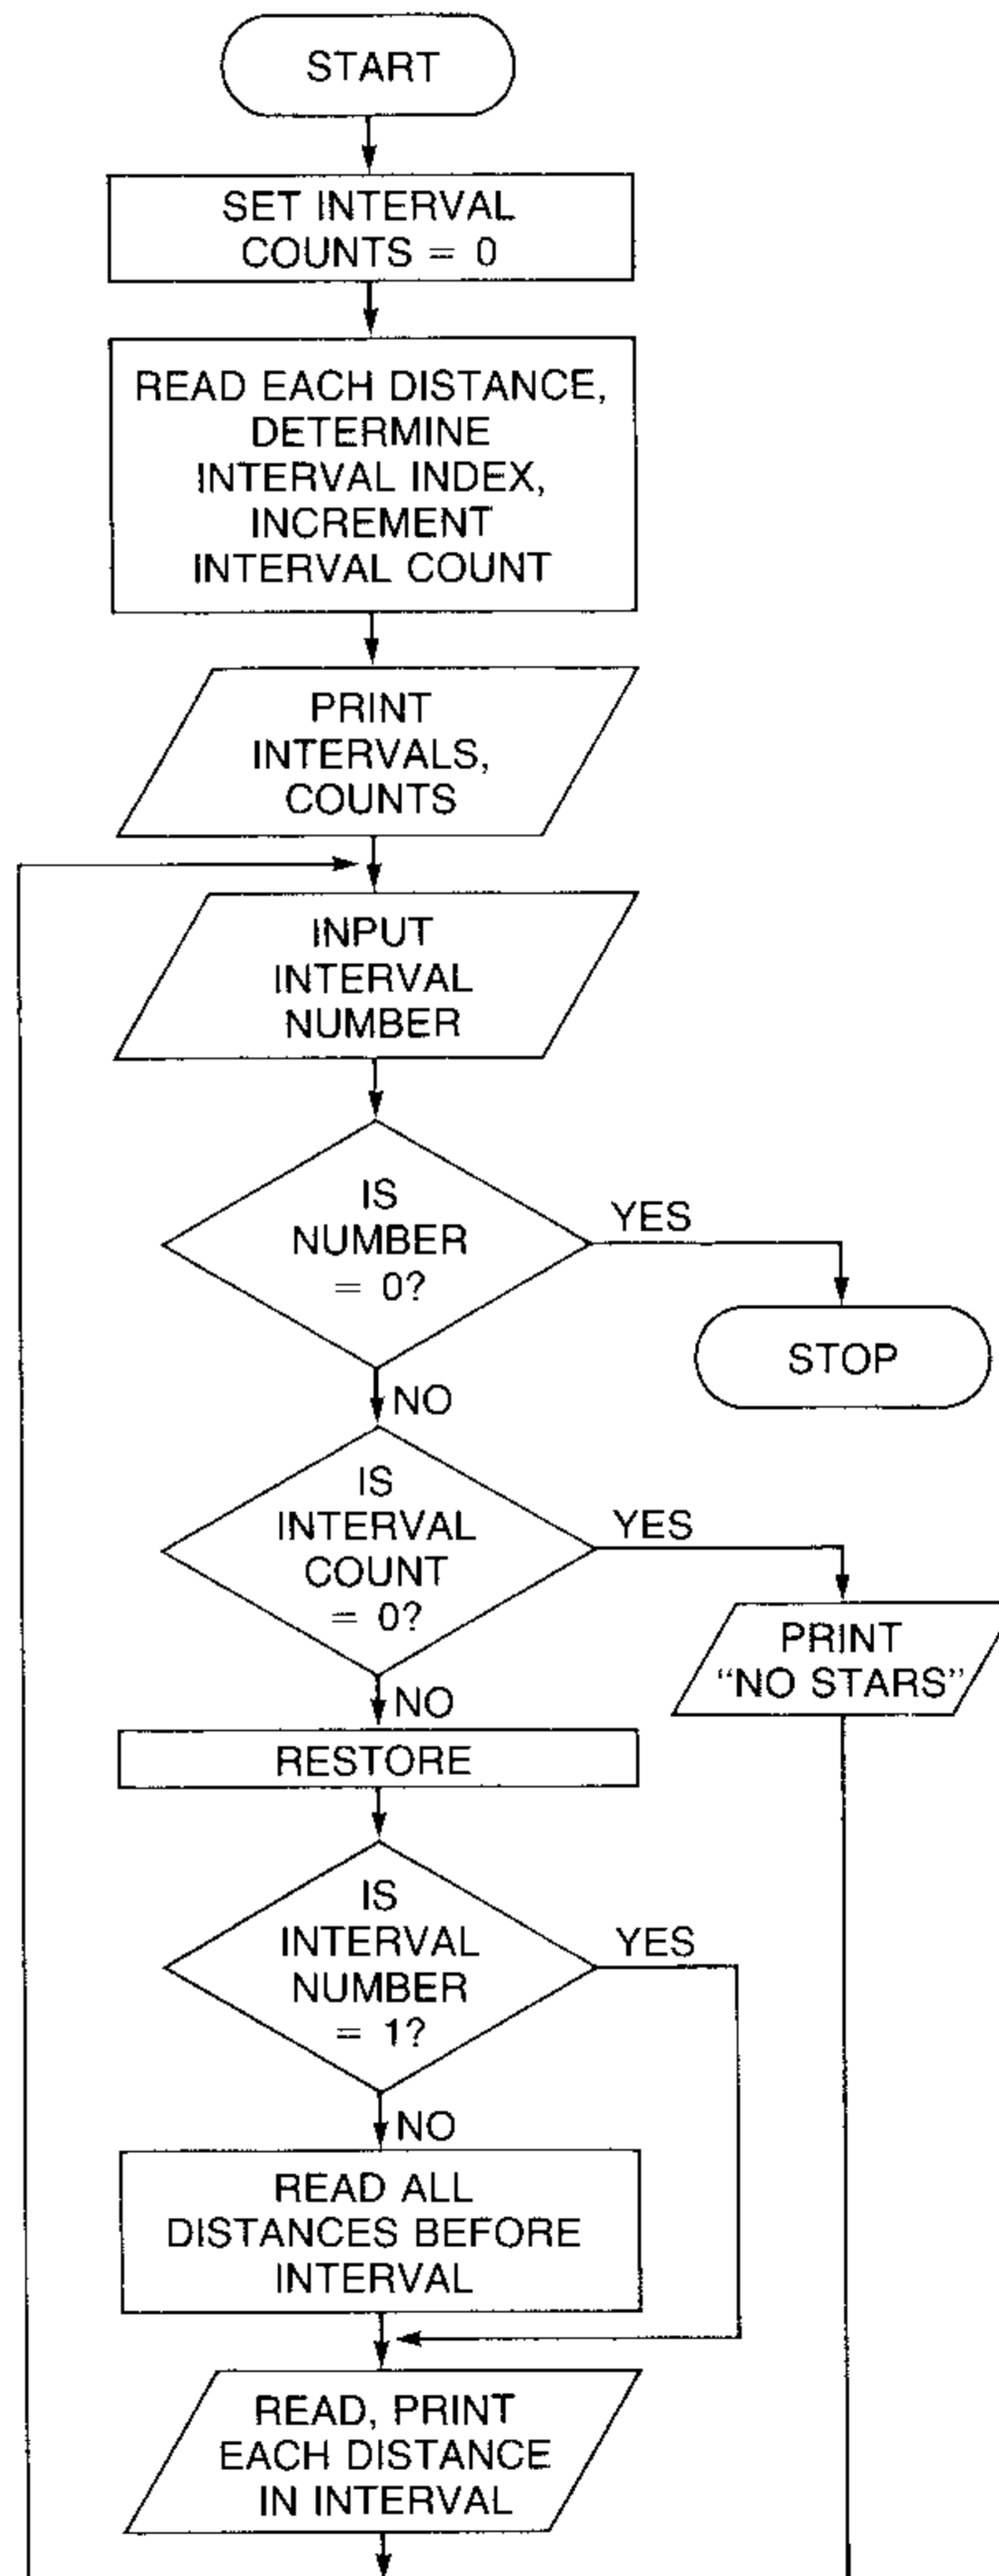 START
SET INTERVAL
COUNTS = 0
READ EACH DISTANCE,
DETERMINE
INTERVAL INDEX,
INCREMENT
INTERVAL COUNT
PRINT
INTERVALS,
COUNTS
INPUT
INTERVAL
NUMBER
IS
NUMBER
= 0?
YES
STOP
NO
IS
INTERVAL
COUNT
= 0?
YES
PRINT
“NO STARS”
NO
RESTORE
IS
INTERVAL
NUMBER
= 1?
YES
NO
READ ALL
DISTANCES BEFORE
INTERVAL
READ, PRINT
EACH DISTANCE
IN INTERVAL